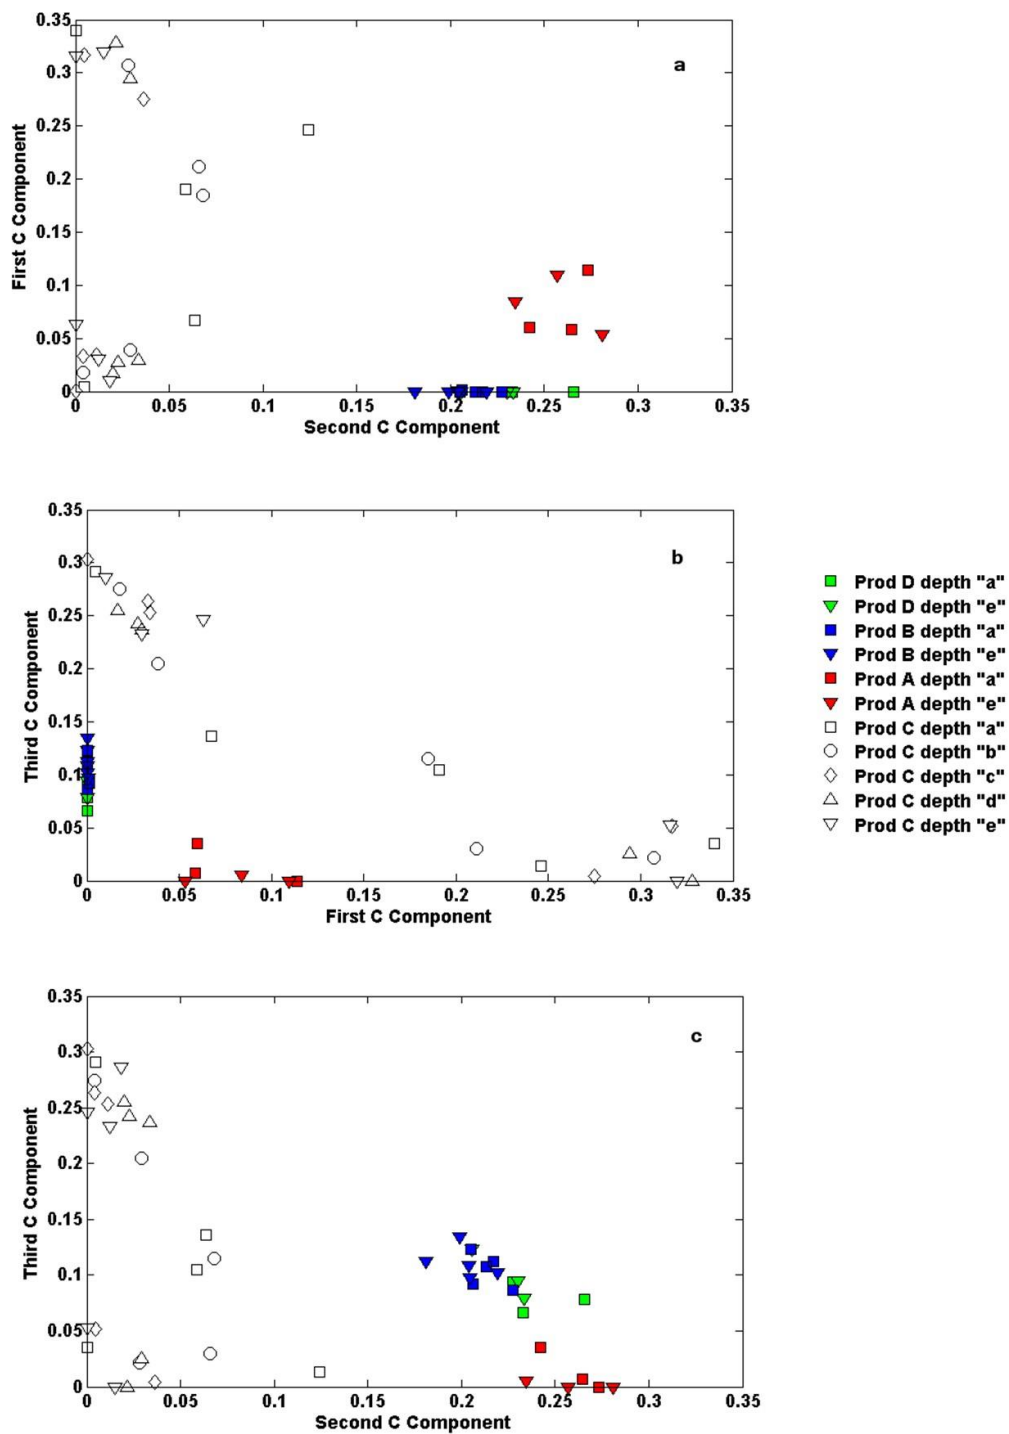 a
0.35
0.3
0.25
0.2
0.15
0.1
0.05
0
0 0.05 0.1 0.15 0.2 0.25 0.3 0.35
First C Component
Second C Component
b
0.35
0.3
0.25
0.2
0.15
0.1
0.05
0
0 0.05 0.1 0.15 0.2 0.25 0.3 0.35
Third C Component
First C Component
Prod D depth "a"
Prod D depth "e"
Prod B depth "a"
Prod B depth "e"
Prod A depth "a"
Prod A depth "e"
Prod C depth "a"
Prod C depth "b"
Prod C depth "c"
Prod C depth "d"
Prod C depth "e"
c
0.35
0.3
0.25
0.2
0.15
0.1
0.05
0
0 0.05 0.1 0.15 0.2 0.25 0.3 0.35
Third C Component
Second C Component